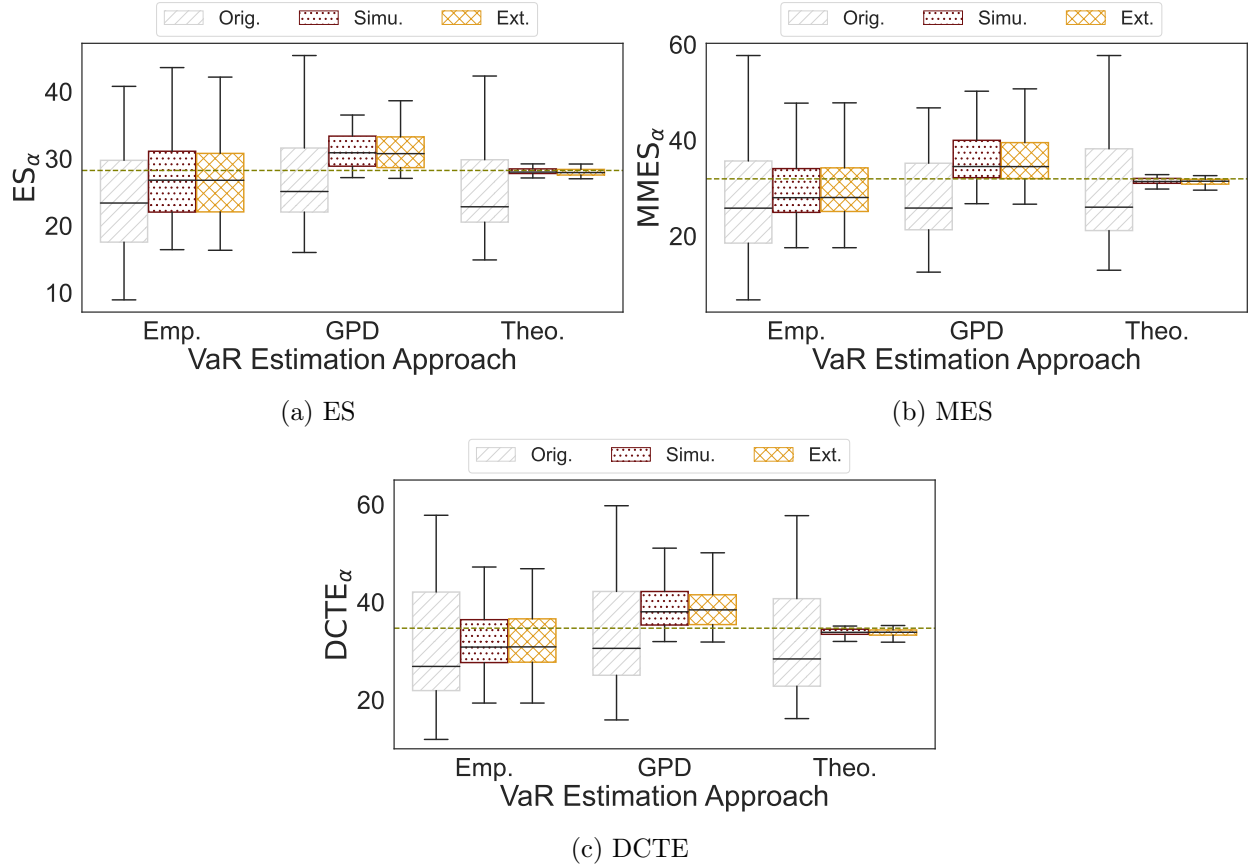 Orig. Simu. Ext.
40
30
20
10
ES_α
Emp. GPD Theo.
VaR Estimation Approach
(a) ES
Orig. Simu. Ext.
60
40
20
MMES_α
Emp. GPD Theo.
VaR Estimation Approach
(b) MES
Orig. Simu. Ext.
60
40
20
DCTE_α
Emp. GPD Theo.
VaR Estimation Approach
(c) DCTE